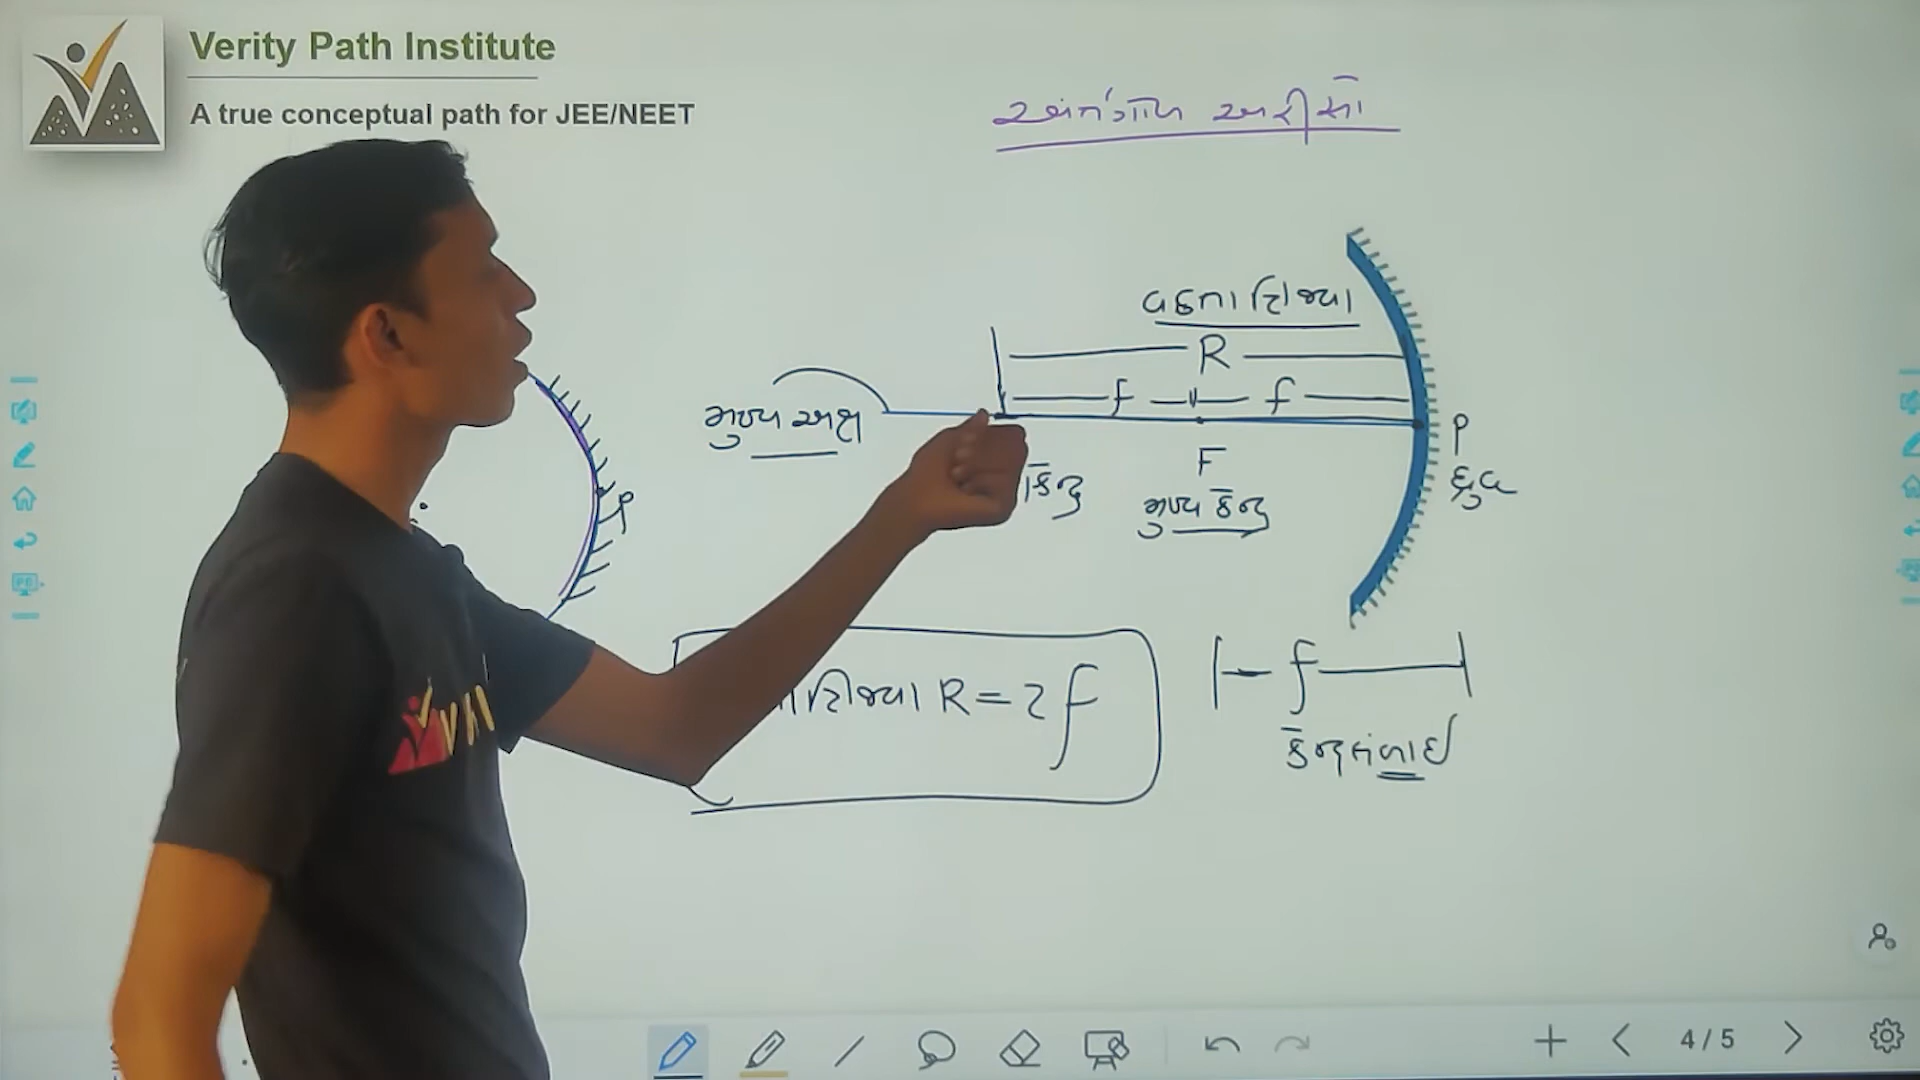 Verity Path Institute
A true conceptual path for JEE/NEET
અંતર્ગોળ અરીસો
વક્રતા ત્રિજ્યા
R
f f
મુખ્ય અક્ષ
P
ધ્રુવ
F
મુખ્ય કેન્દ્ર
P
ત્રિજ્યા R = 2f
f
કેન્દ્રલંબાઈ
4/5